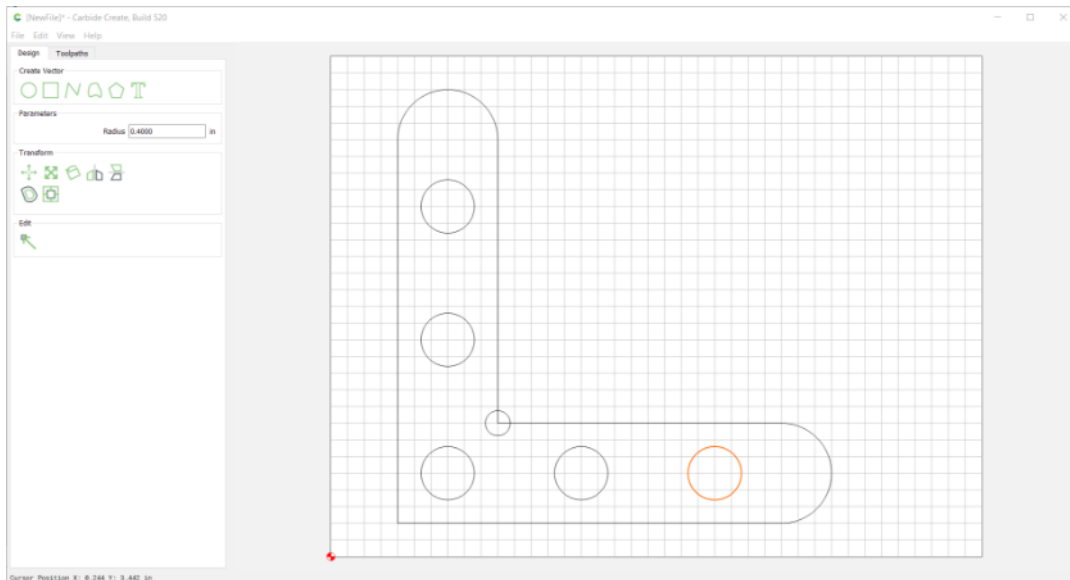 [NewFile]* - Carbide Create, Build 520
File Edit View Help
Design Toolpaths
Create Vector
Parameters
Radius 0.4000 in
Transform
Edit
Cursor Position X: 0.244 Y: 3.442 in